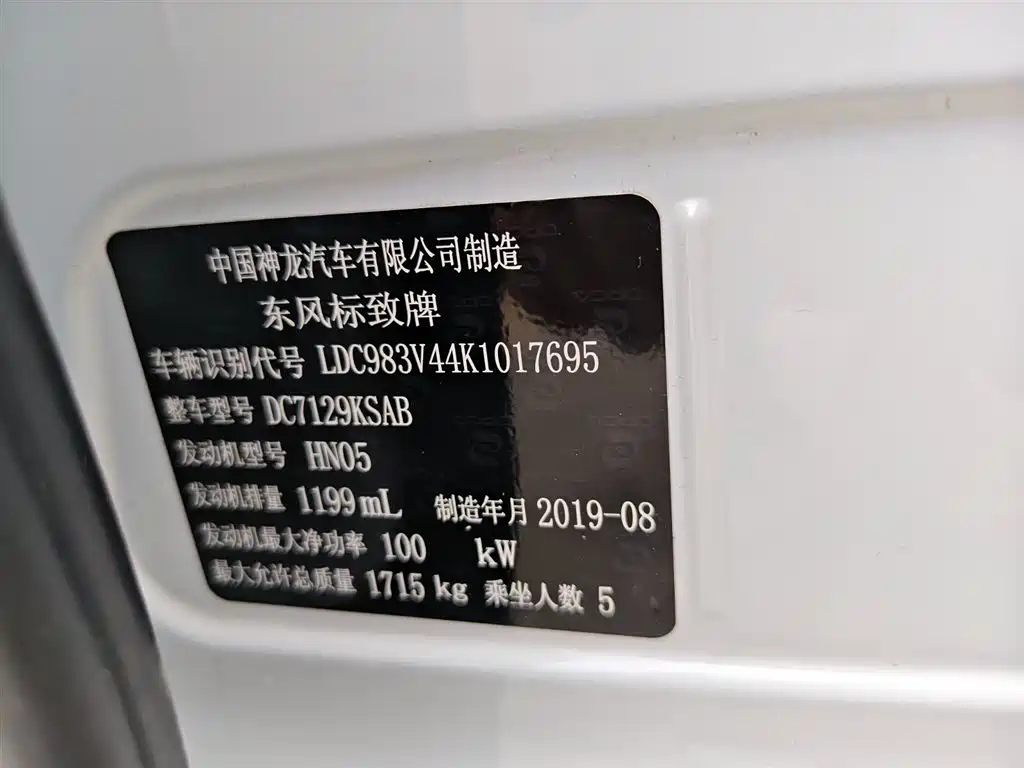 中国神龙汽车有限公司制造
东风标致牌
车辆识别代号 LDC983V44K1017695
整车型号 DC7129KSAB
发动机型号 HN05
发动机排量 1199mL 制造年月 2019-08
发动机最大净功率 100 kW
最大允许总质量 1715 kg 乘坐人数 5